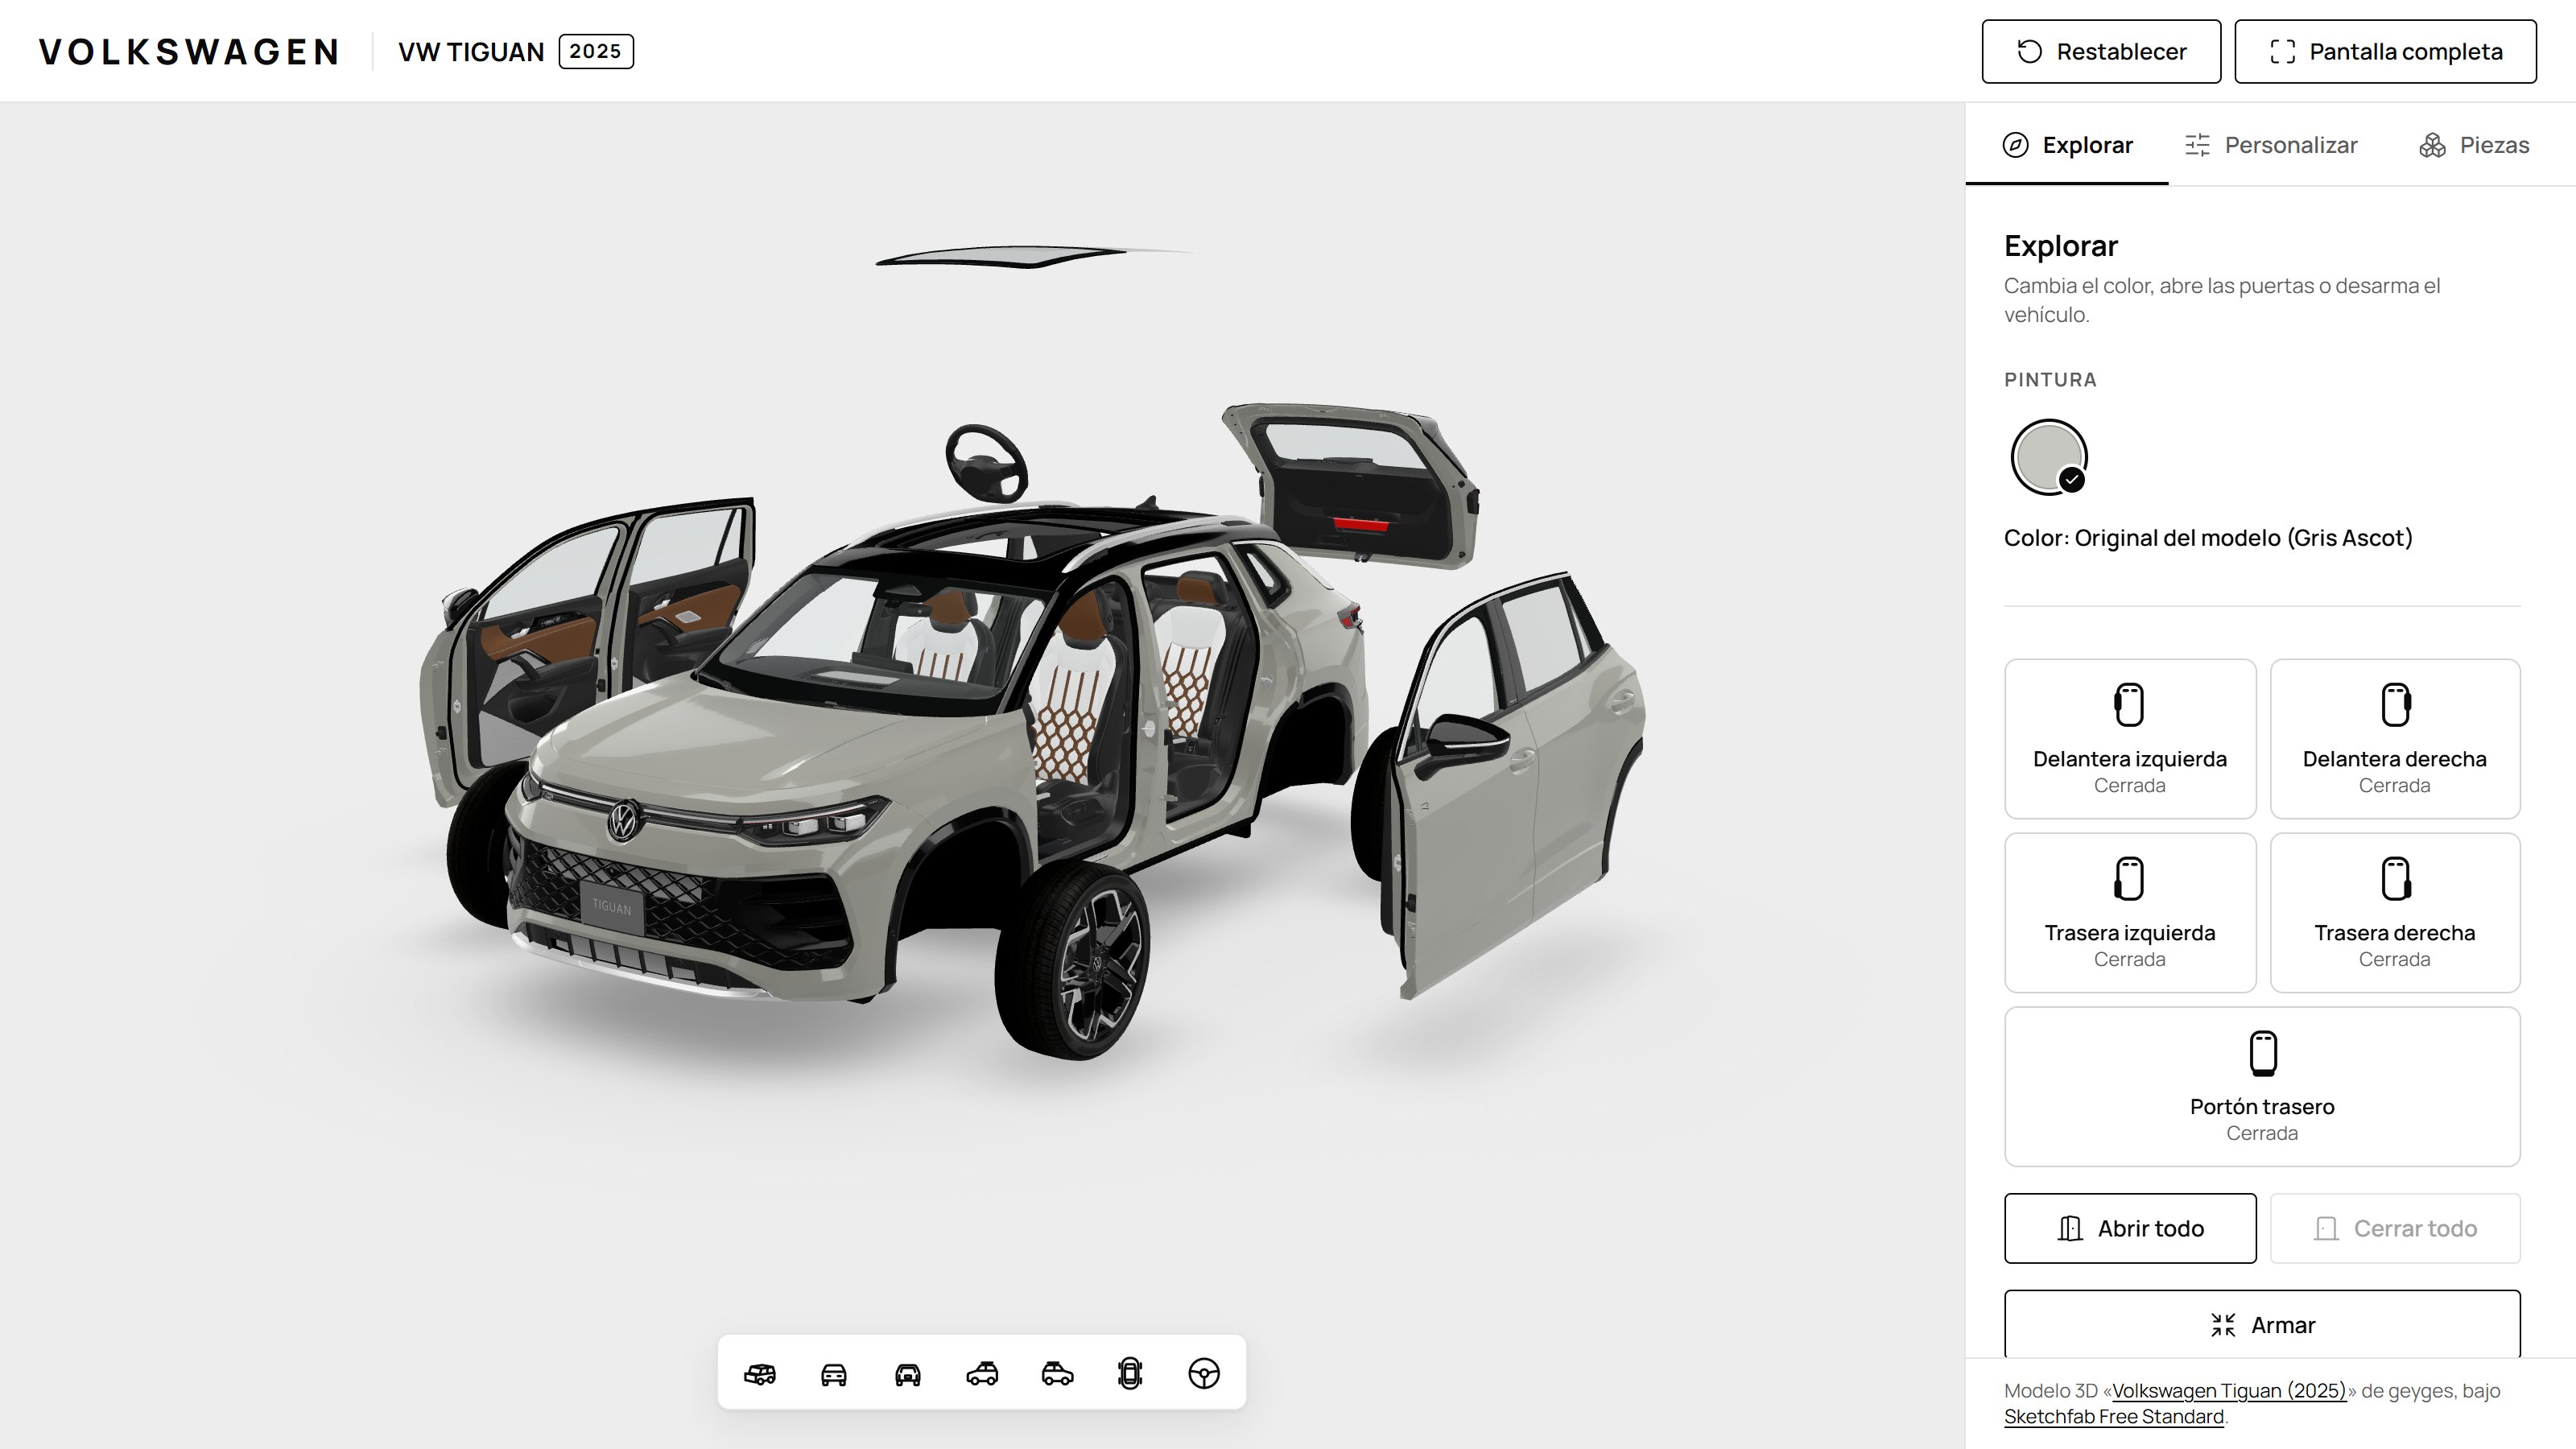 VOLKSWAGEN
VW TIGUAN
2025
Restablecer
Pantalla completa
Explorar
Personalizar
Piezas
Explorar
Cambia el color, abre las puertas o desarma el
vehículo.
PINTURA
Color: Original del modelo (Gris Ascot)
Delantera izquierda
Cerrada
Delantera derecha
Cerrada
Trasera izquierda
Cerrada
Trasera derecha
Cerrada
Portón trasero
Cerrada
Abrir todo
Cerrar todo
Armar
Modelo 3D «Volkswagen Tiguan (2025)» de geyges, bajo
Sketchfab Free Standard.
TIGUAN